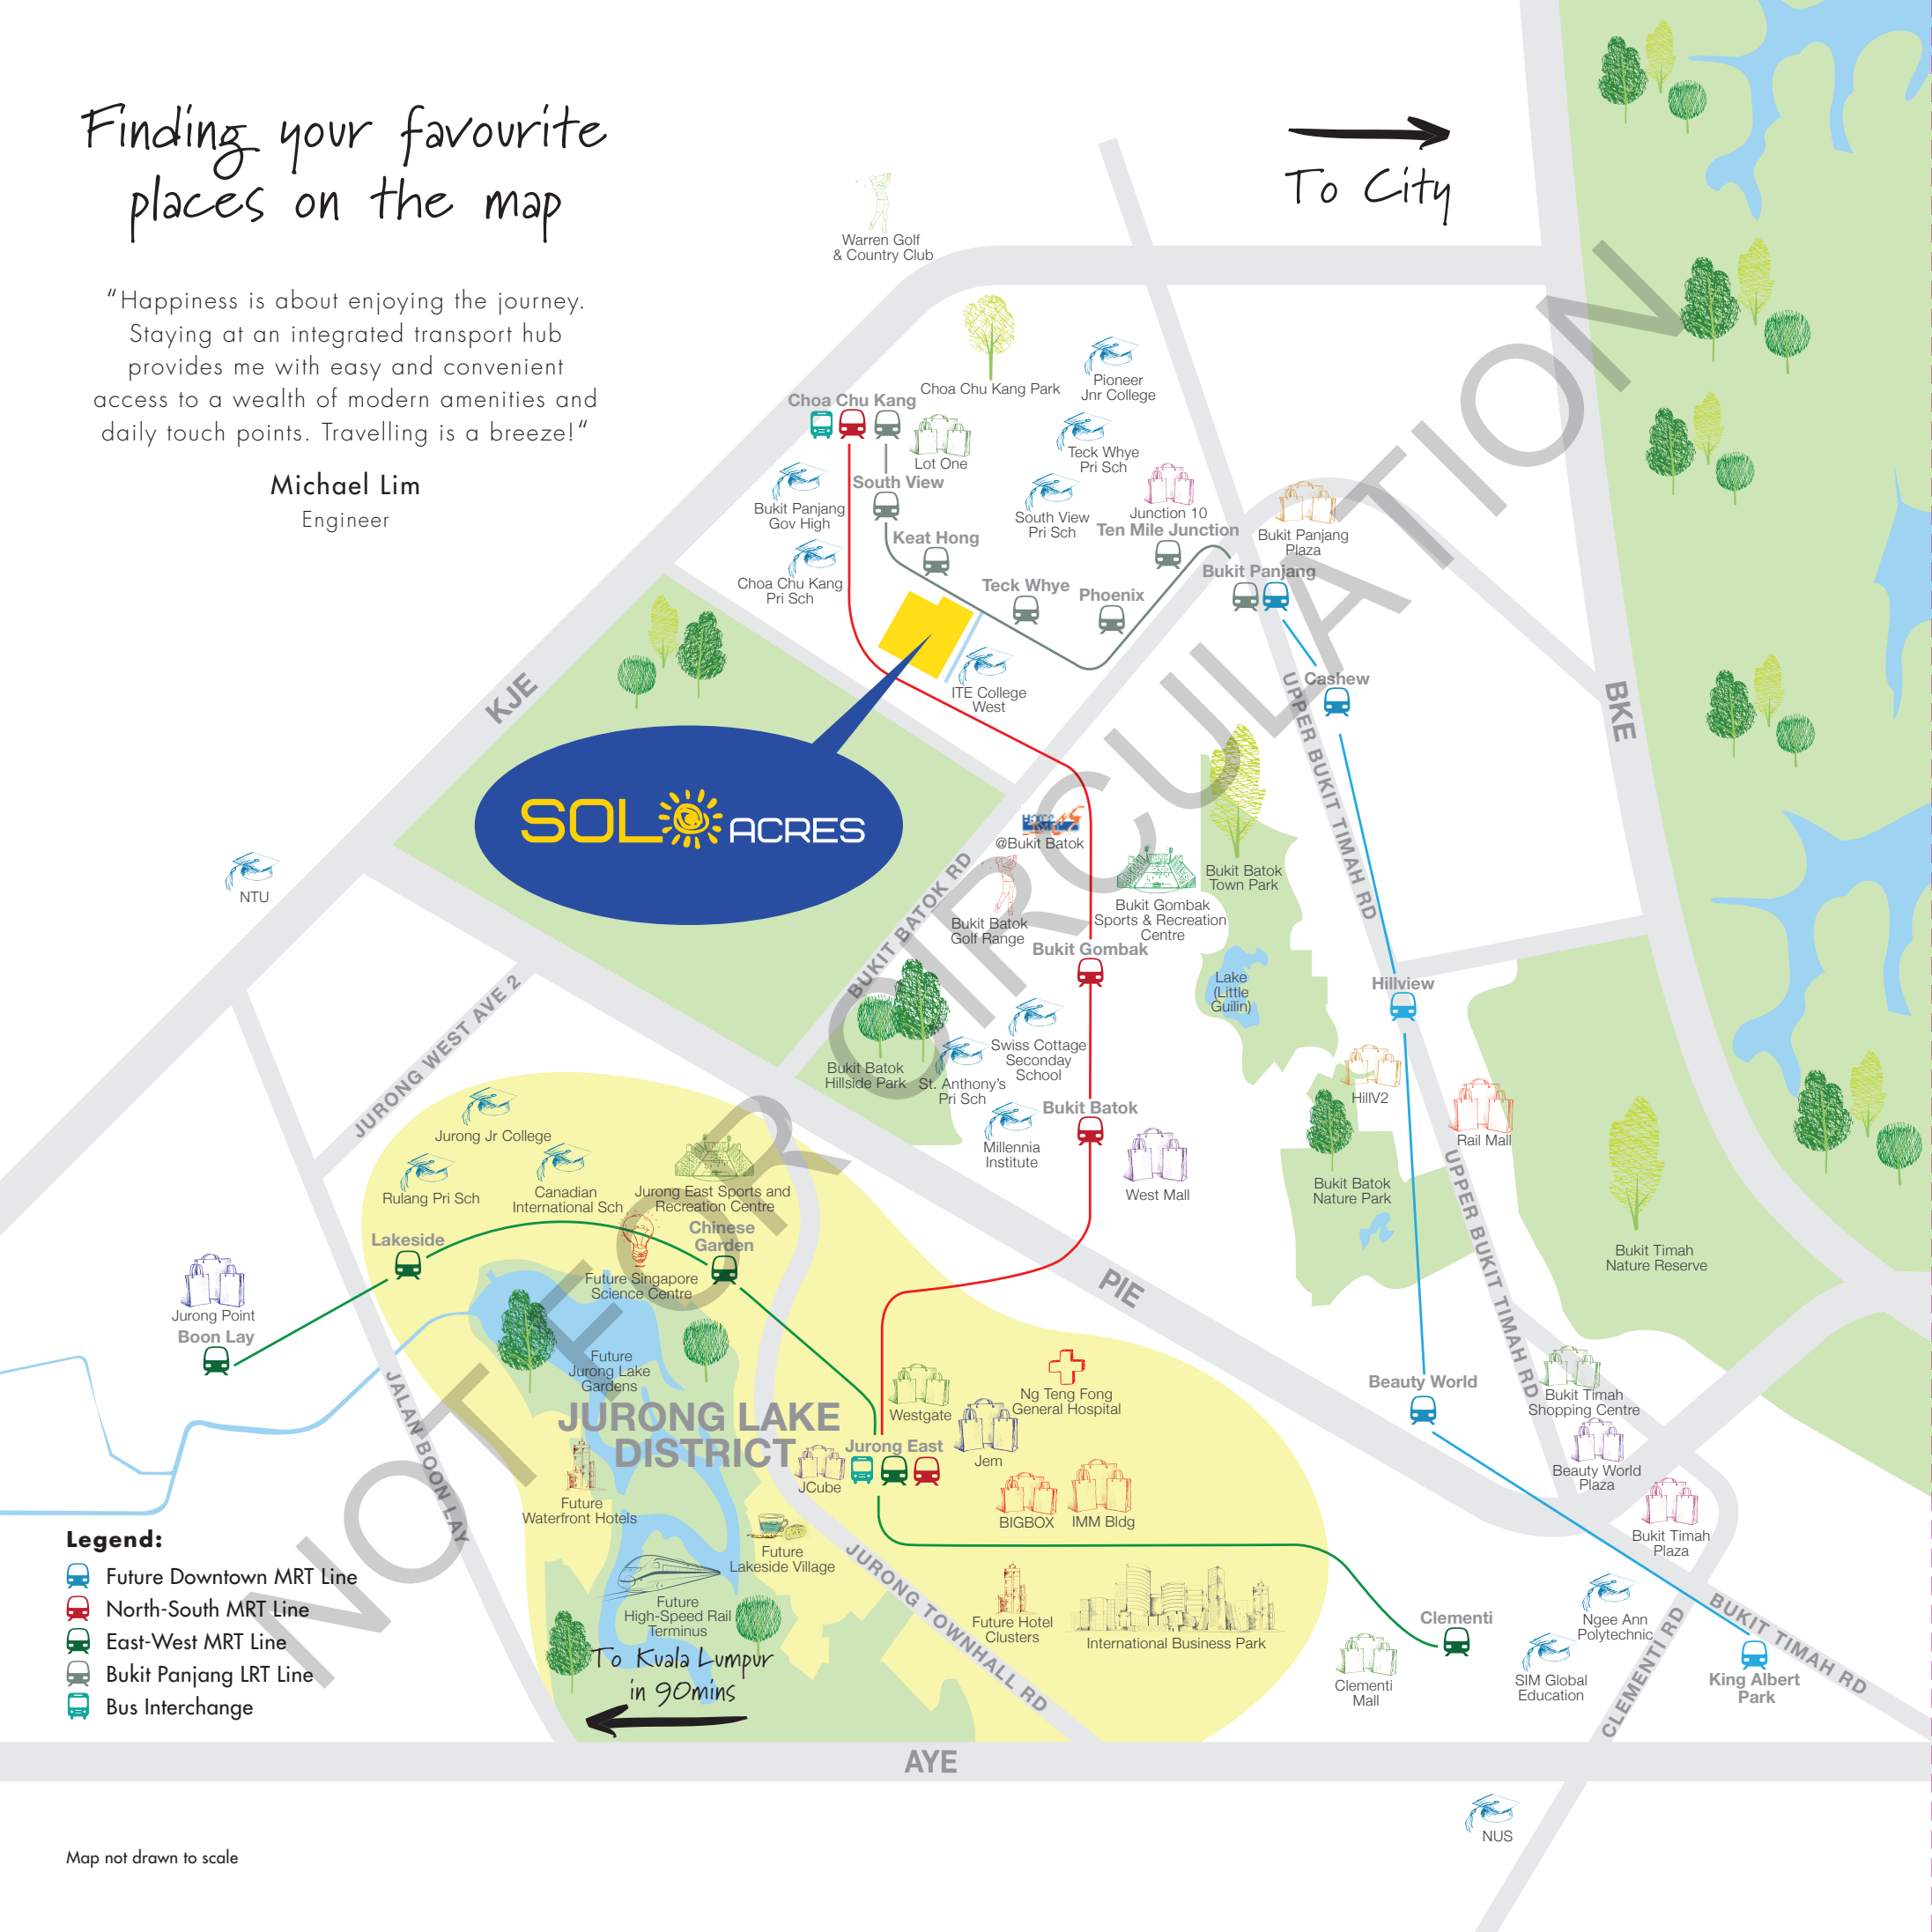 Finding your favourite
places on the map
“Happiness is about enjoying the journey.
Staying at an integrated transport hub
provides me with easy and convenient
access to a wealth of modern amenities and
daily touch points. Travelling is a breeze!“
Michael Lim
Engineer
To City
Warren Golf
& Country Club
Choa Chu Kang Park
Pioneer
Jnr College
Choa Chu Kang
Lot One
Teck Whye
Pri Sch
South View
Bukit Panjang
Gov High
South View
Pri Sch
Junction 10
Ten Mile Junction
Bukit Panjang
Plaza
Keat Hong
Choa Chu Kang
Pri Sch
Teck Whye
Phoenix
Bukit Panjang
ITE College
West
Cashew
KJE
BKE
UPPER BUKIT TIMAH RD
SOL ACRES
NTU
@Bukit Batok
Bukit Batok
Golf Range
Bukit Gombak
Sports & Recreation
Centre
Bukit Batok
Town Park
BUKIT BATOK RD
Bukit Gombak
Lake
(Little
Guilin)
Hillview
JURONG WEST AVE 2
Swiss Cottage
Seconday
School
Bukit Batok
Hillside Park
St. Anthony’s
Pri Sch
Bukit Batok
Millennia
Institute
West Mall
HillV2
Rail Mall
Bukit Batok
Nature Park
UPPER BUKIT TIMAH RD
Bukit Timah
Nature Reserve
Jurong Jr College
Rulang Pri Sch
Canadian
International Sch
Jurong East Sports and
Recreation Centre
Lakeside
Chinese
Garden
Future Singapore
Science Centre
PIE
Jurong Point
Boon Lay
Future
Jurong Lake
Gardens
JURONG LAKE
DISTRICT
JALAN BOON LAY
Westgate
Ng Teng Fong
General Hospital
Jurong East
Jem
JCube
BIGBOX
IMM Bldg
Beauty World
Bukit Timah
Shopping Centre
Beauty World
Plaza
Bukit Timah
Plaza
Future
Waterfront Hotels
Future
Lakeside Village
JURONG TOWNHALL RD
Future
High-Speed Rail
Terminus
To Kuala Lumpur
in 90mins
Future Hotel
Clusters
International Business Park
Clementi
Clementi
Mall
Ngee Ann
Polytechnic
SIM Global
Education
CLEMENTI RD
BUKIT TIMAH RD
King Albert
Park
Legend:
Future Downtown MRT Line
North-South MRT Line
East-West MRT Line
Bukit Panjang LRT Line
Bus Interchange
AYE
NUS
Map not drawn to scale
NOT FOR CIRCULATION